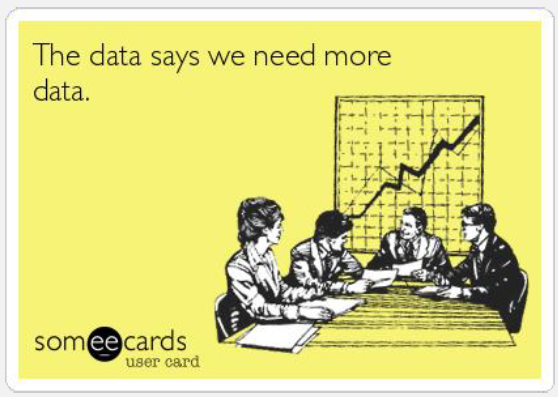 The data says we need more
data.
someecards
user card